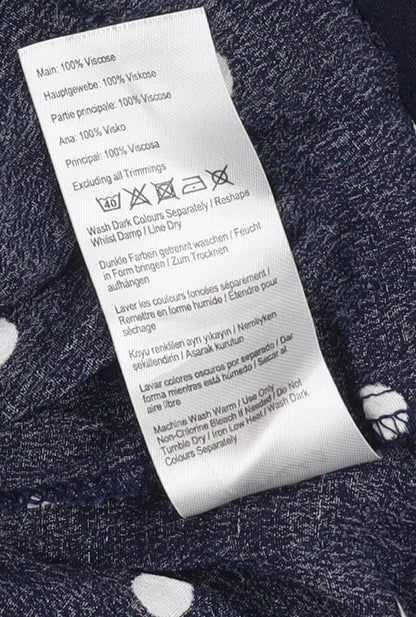 Main: 100% Viscose
Hauptgewebe: 100% Viskose
Partie principale: 100% Viscose
Ana: 100% Visko
Principal: 100% Viscosa
Excluding all Trimmings
40
Wash Dark Colours Separately / Reshape
Whilst Damp / Line Dry
Dunkle Farben getrennt waschen / Feucht
in Form bringen / Zum Trocknen
aufhängen
Laver les couleurs foncées séparément /
Remettre en forme humide / Étendre pour
séchage
Koyu renkliler ayrı yıkayın / Nemliyken
şekillendirin / Asarak kurutun
Lavar colores oscuros por separado / Dar
forma mientras está húmedo / Secar al
aire libre
Machine Wash Warm / Use Only
Non-Chlorine Bleach if Needed / Do Not
Tumble Dry / Iron Low Heat / Wash Dark
Colours Separately